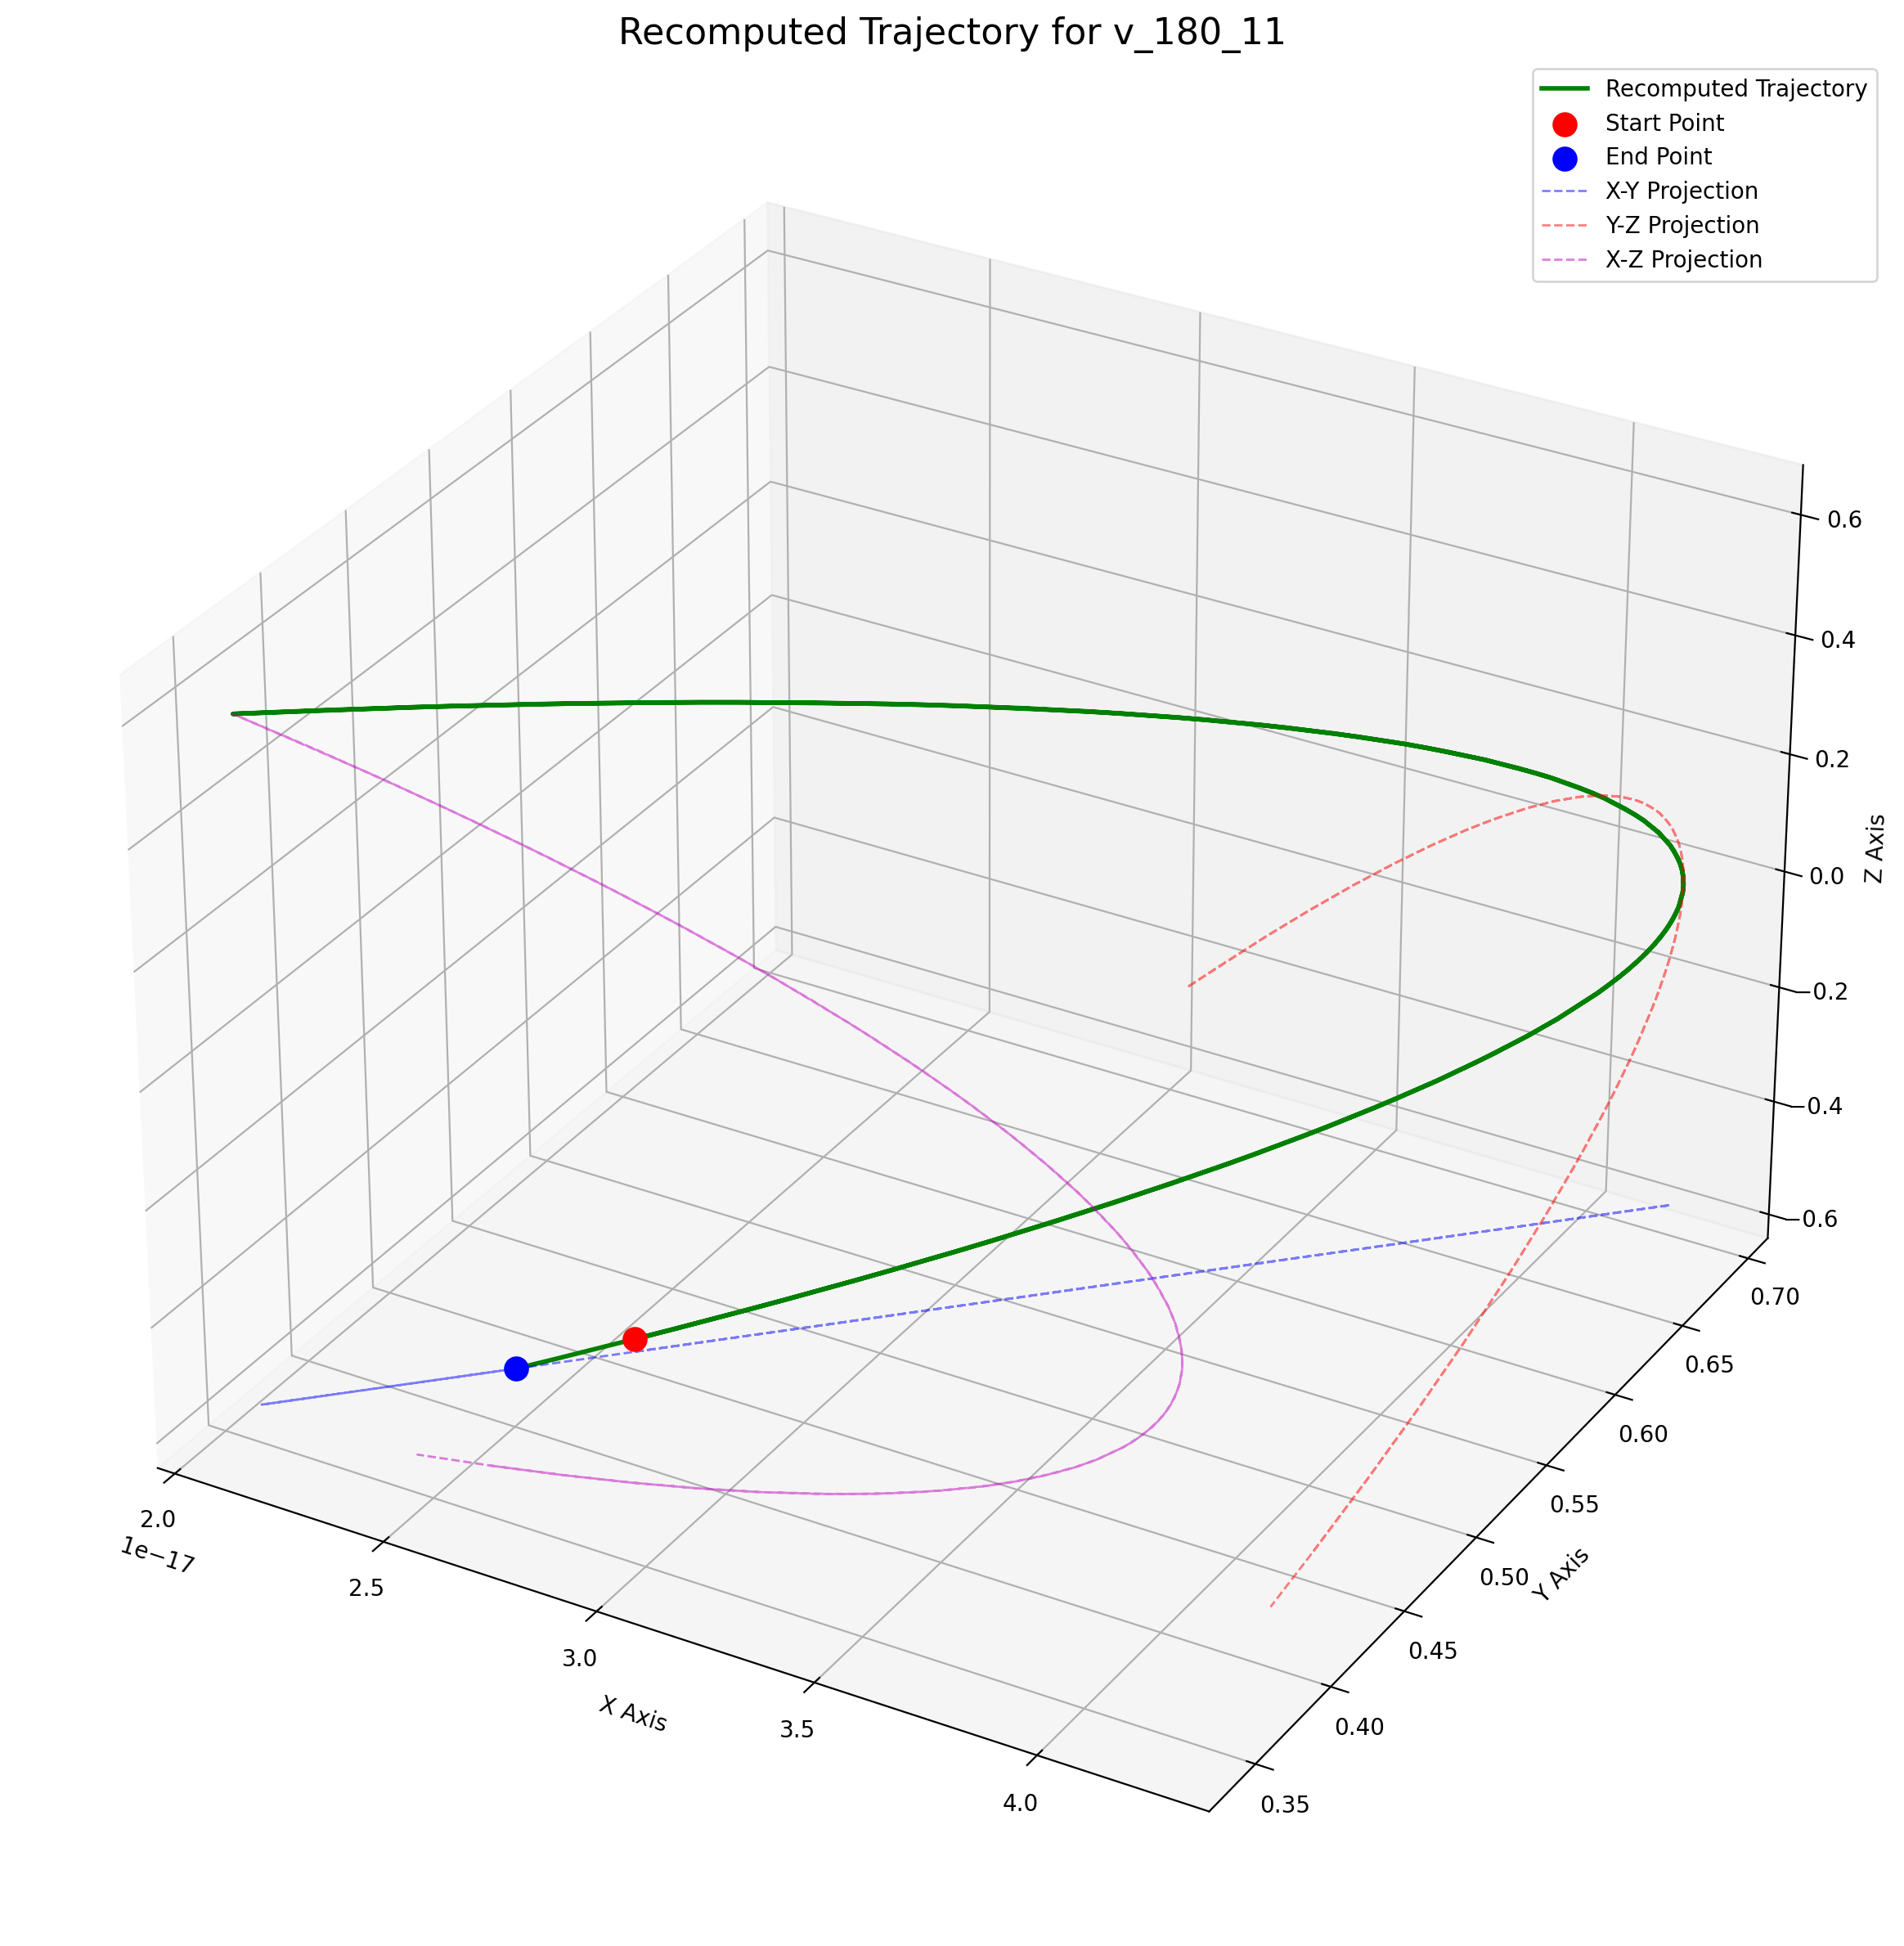 Recomputed Trajectory for v_180_11
Recomputed Trajectory
Start Point
End Point
X-Y Projection
Y-Z Projection
X-Z Projection
0.6
0.4
0.2
0.0
−0.2
−0.4
−0.6
Z Axis
0.70
0.65
0.60
0.55
0.50
0.45
0.40
0.35
Y Axis
2.0
2.5
3.0
3.5
4.0
1e−17
X Axis